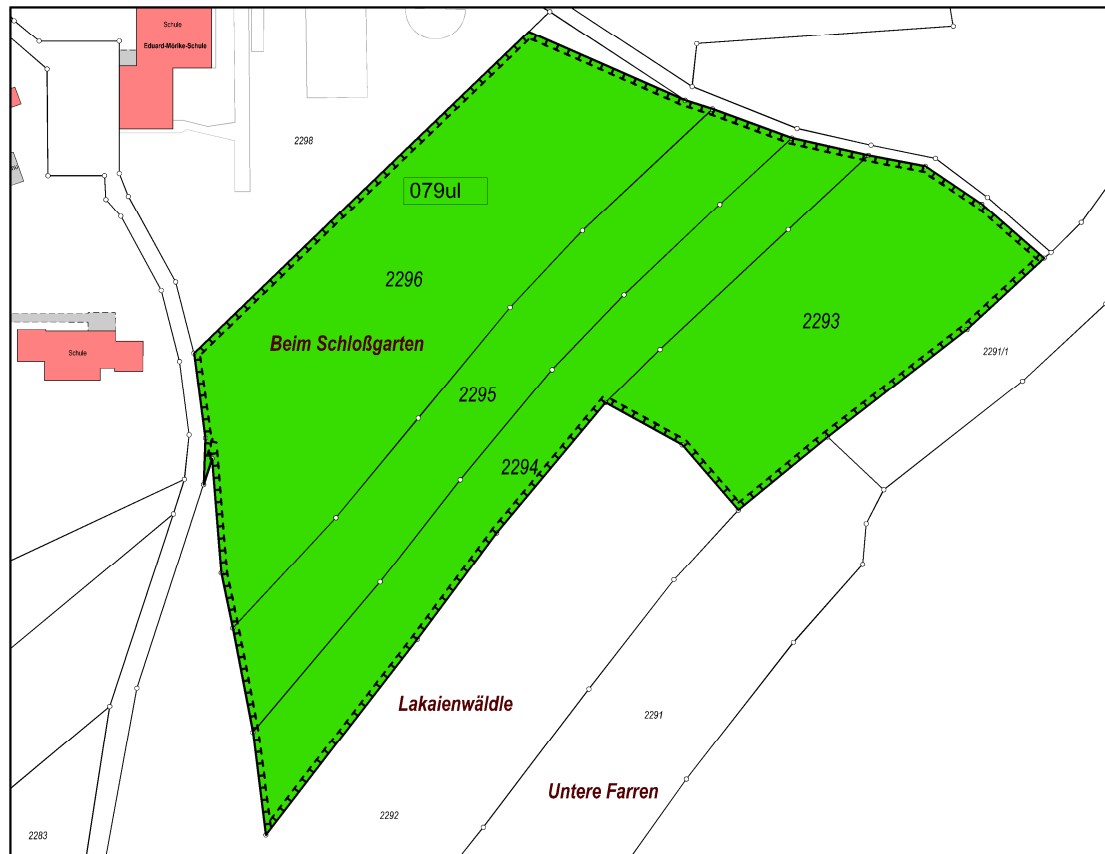 Schule
Eduard-Mörike-Schule
2298
079ul
2296
2293
Beim Schloßgarten
Schule
2291/1
2295
2294
Lakaienwäldle
2291
Untere Farren
2292
2283